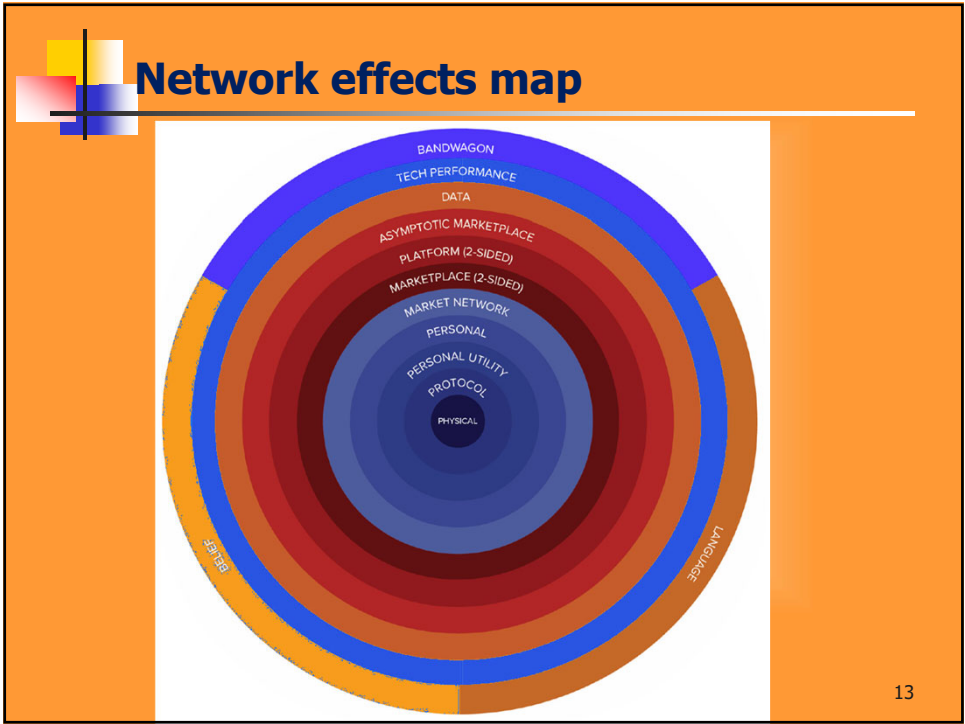 Network effects map
BANDWAGON
TECH PERFORMANCE
DATA
ASYMPTOTIC MARKETPLACE
PLATFORM (2-SIDED)
MARKETPLACE (2-SIDED)
MARKET NETWORK
PERSONAL
PERSONAL UTILITY
PROTOCOL
PHYSICAL
BELIEF
LANGUAGE
13